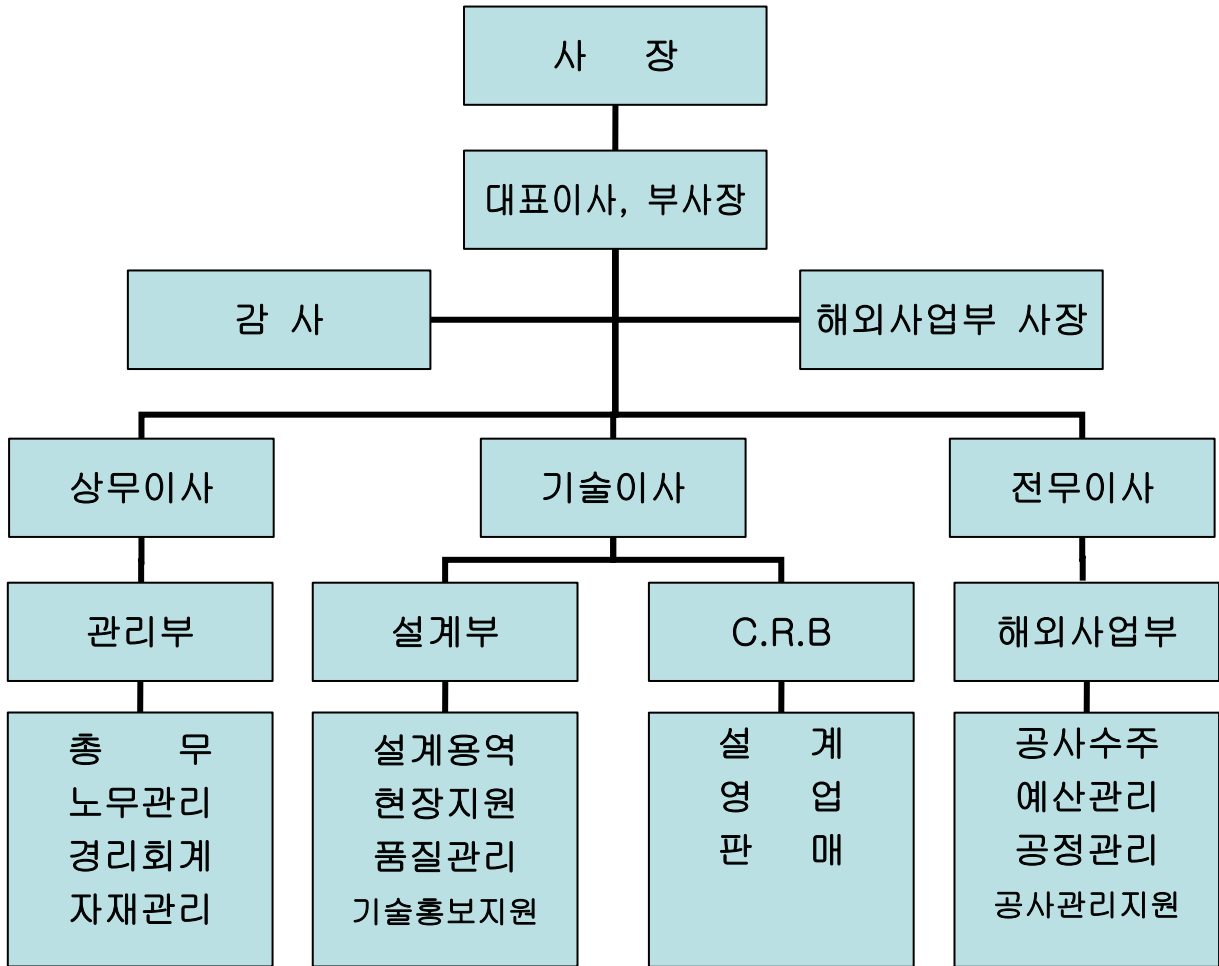 사 장
대표이사, 부사장
감 사
해외사업부 사장
상무이사
기술이사
전무이사
관리부
설계부
C.R.B
해외사업부
총 무
노무관리
경리회계
자재관리
설계용역
현장지원
품질관리
기술홍보지원
설 계
영 업
판 매
공사수주
예산관리
공정관리
공사관리지원